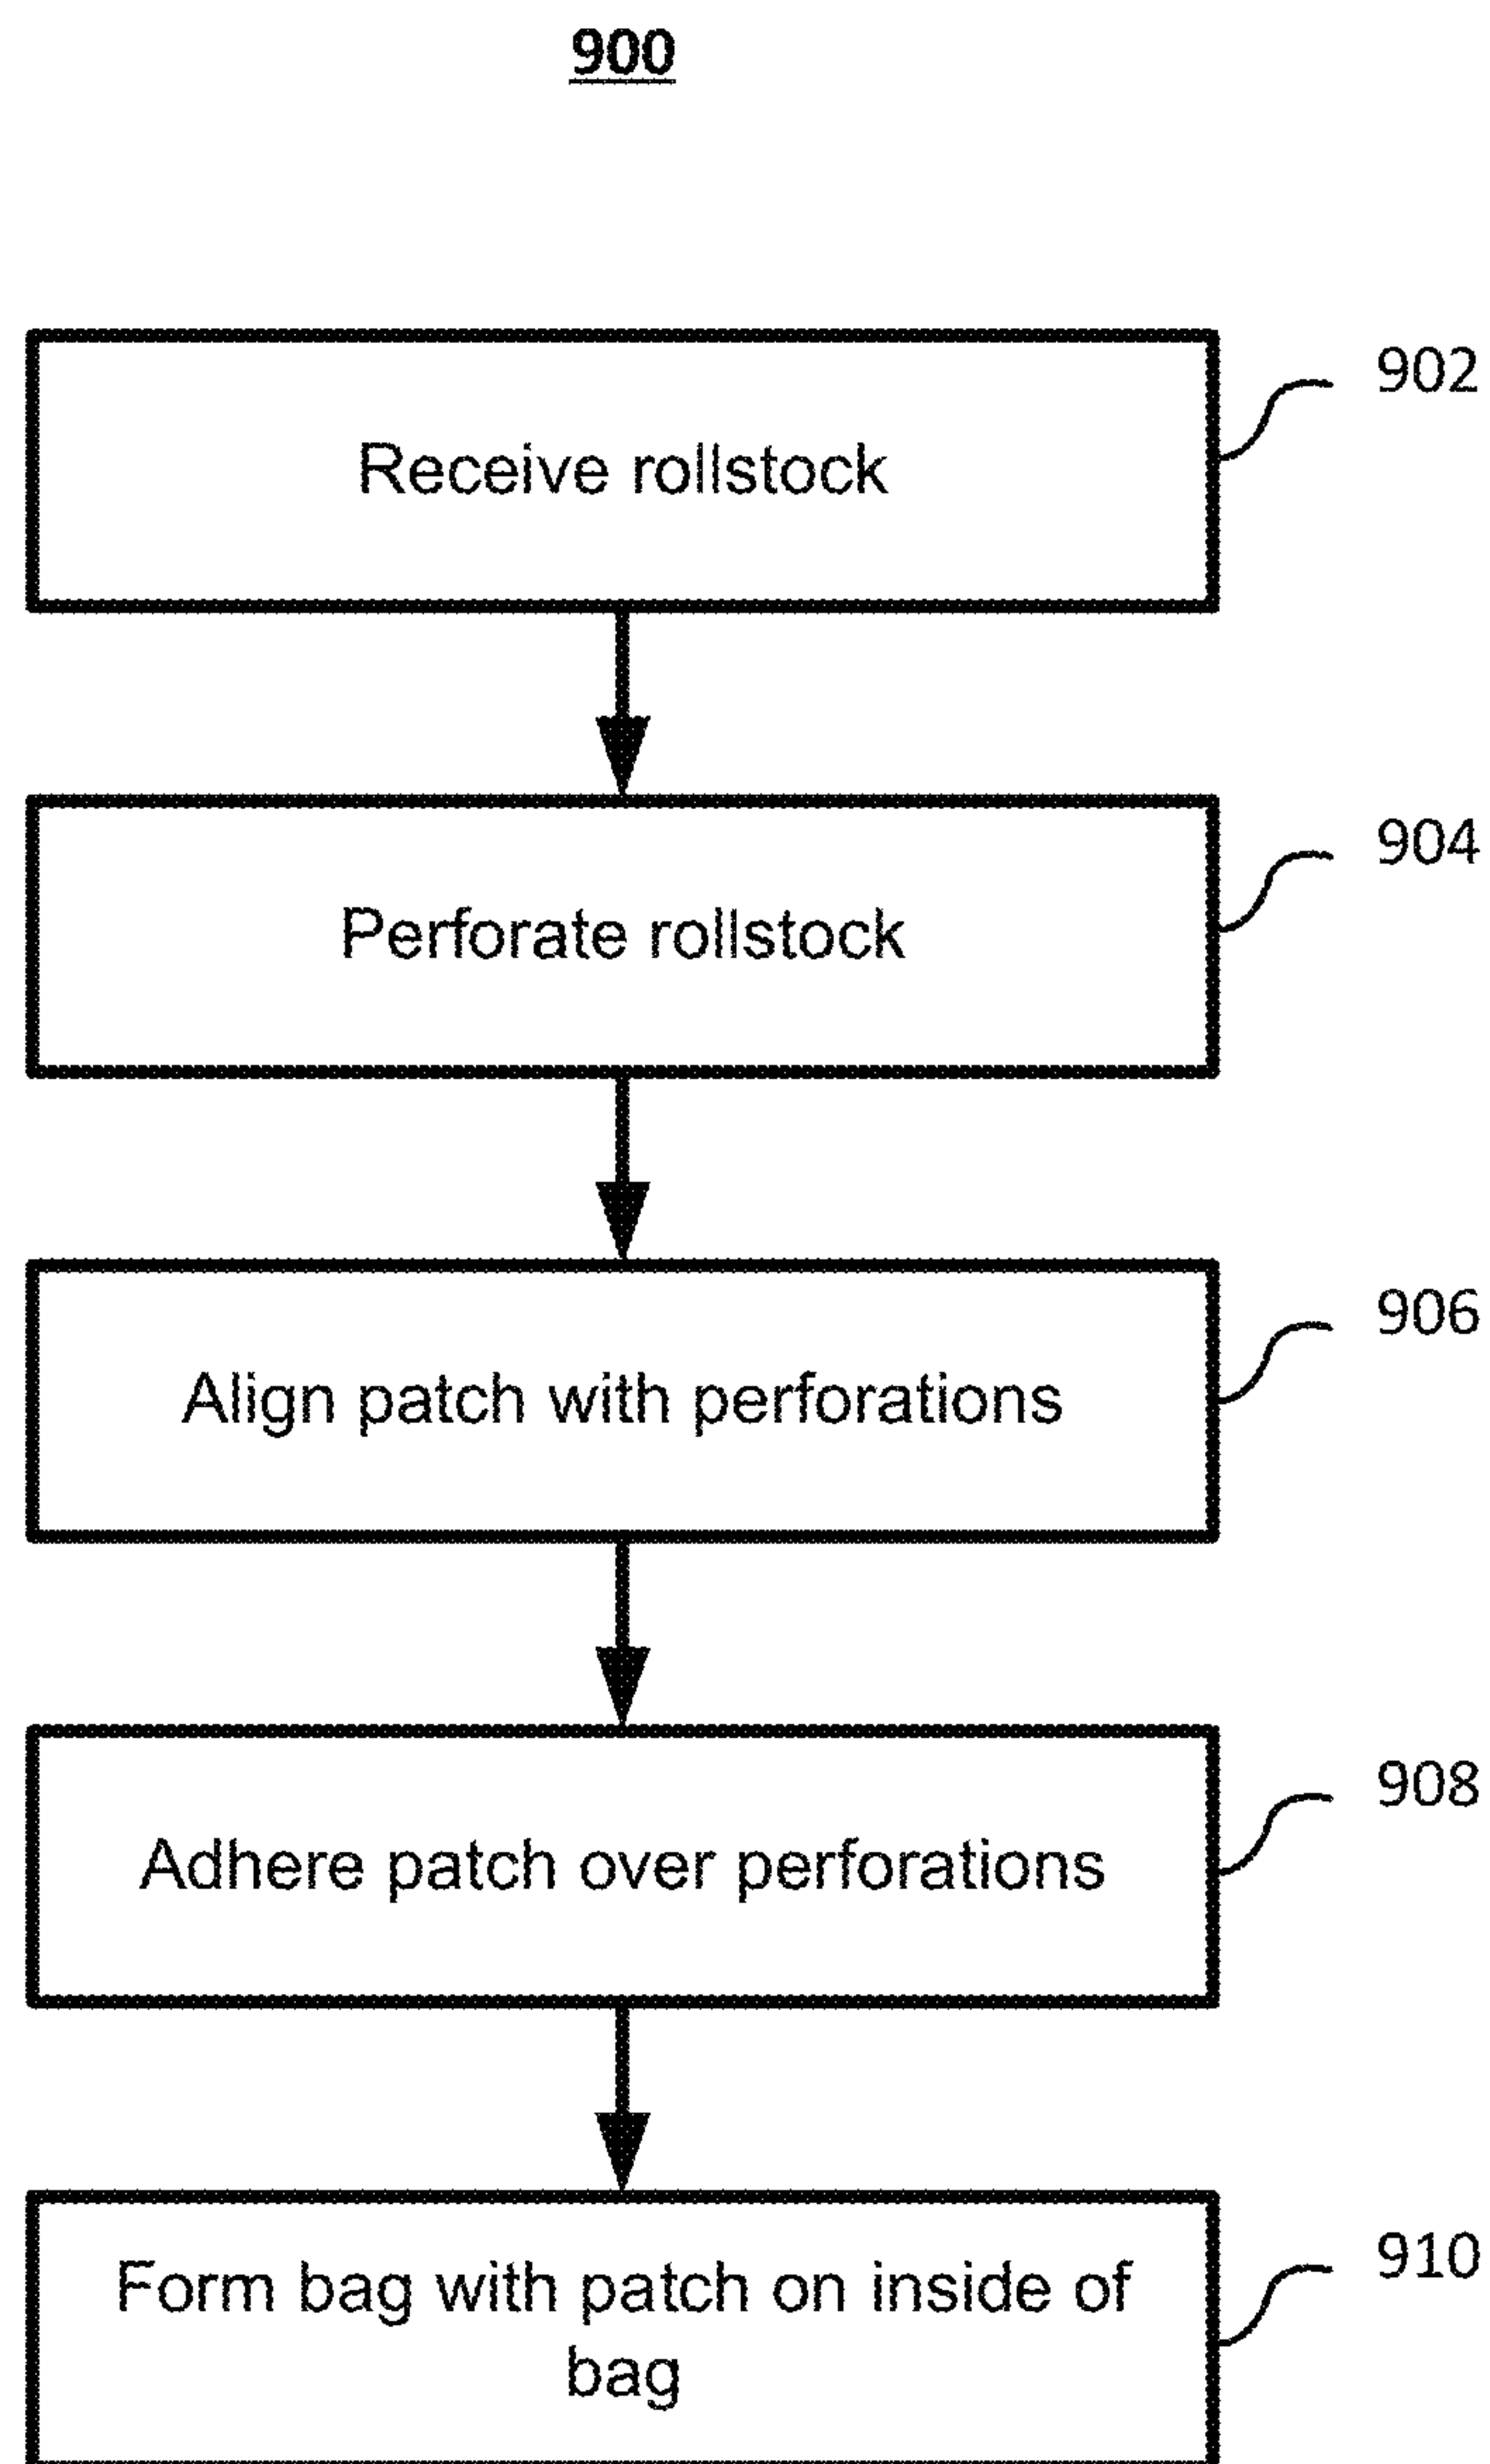 900
Receive rollstock
902
Perforate rollstock
904
Align patch with perforations
906
Adhere patch over perforations
908
Form bag with patch on inside of
bag
910